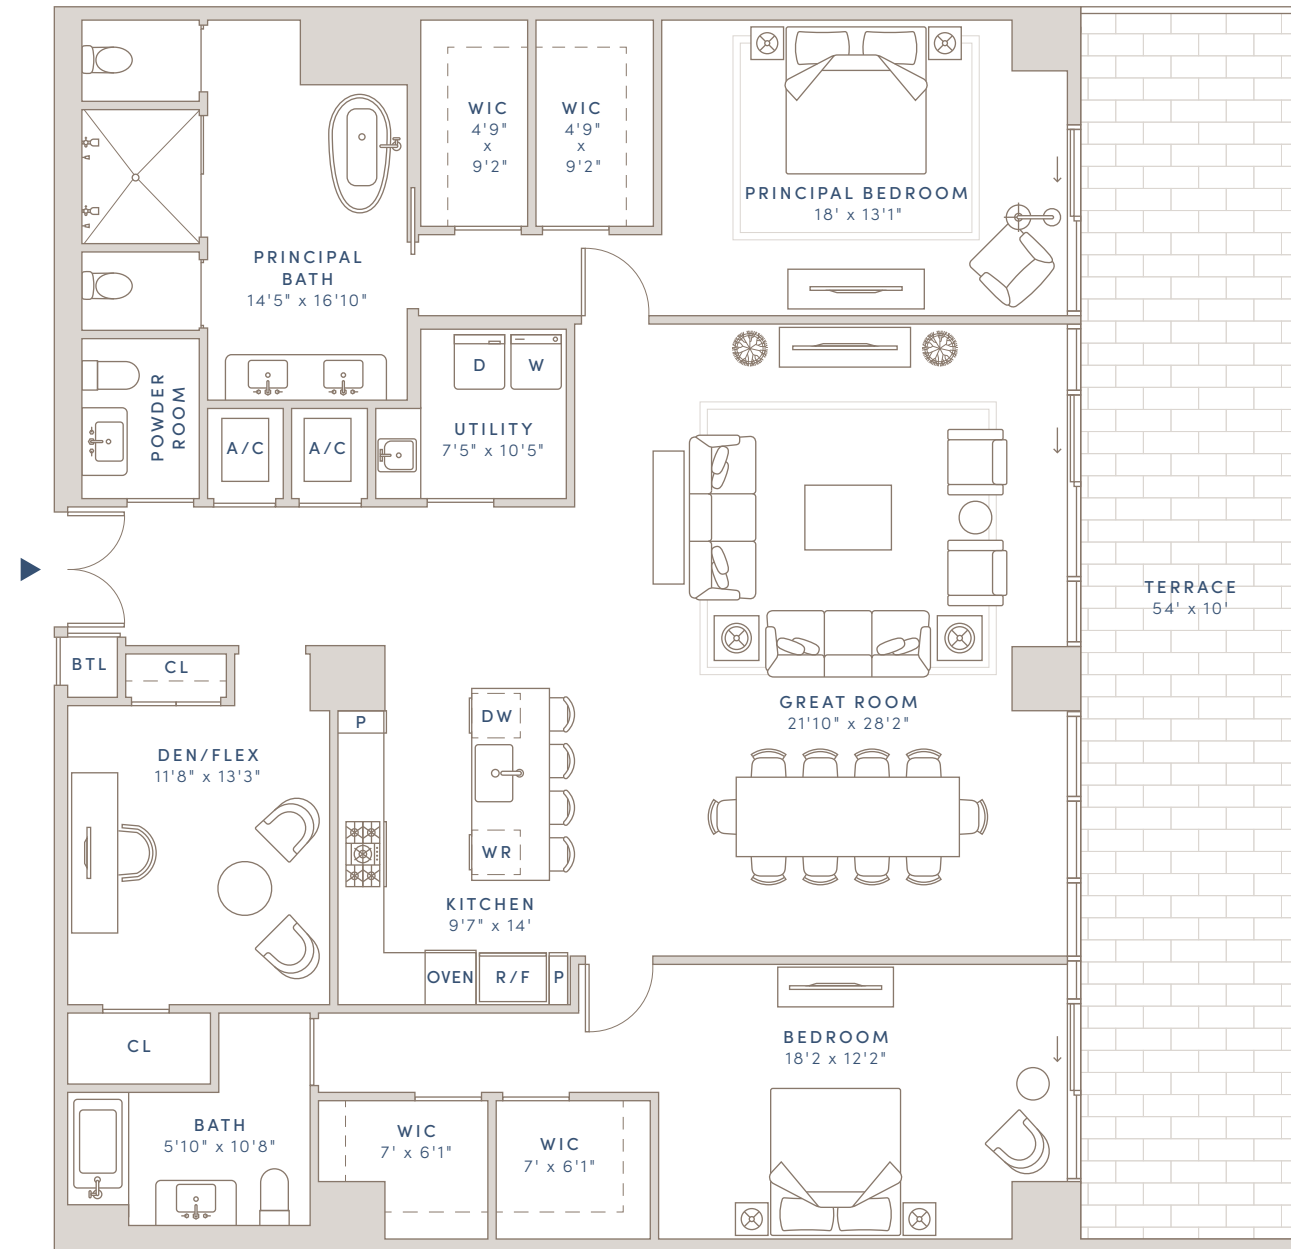 WIC
4'9"
x
9'2"
WIC
4'9"
x
9'2"
PRINCIPAL BEDROOM
18' x 13'1"
PRINCIPAL
BATH
14'5" x 16'10"
D
W
POWDER
ROOM
A/C
A/C
UTILITY
7'5" x 10'5"
TERRACE
54' x 10'
BTL
CL
GREAT ROOM
21'10" x 28'2"
P
DW
DEN/FLEX
11'8" x 13'3"
WR
KITCHEN
9'7" x 14'
OVEN
R/F
P
CL
BEDROOM
18'2 x 12'2"
BATH
5'10" x 10'8"
WIC
7' x 6'1"
WIC
7' x 6'1"